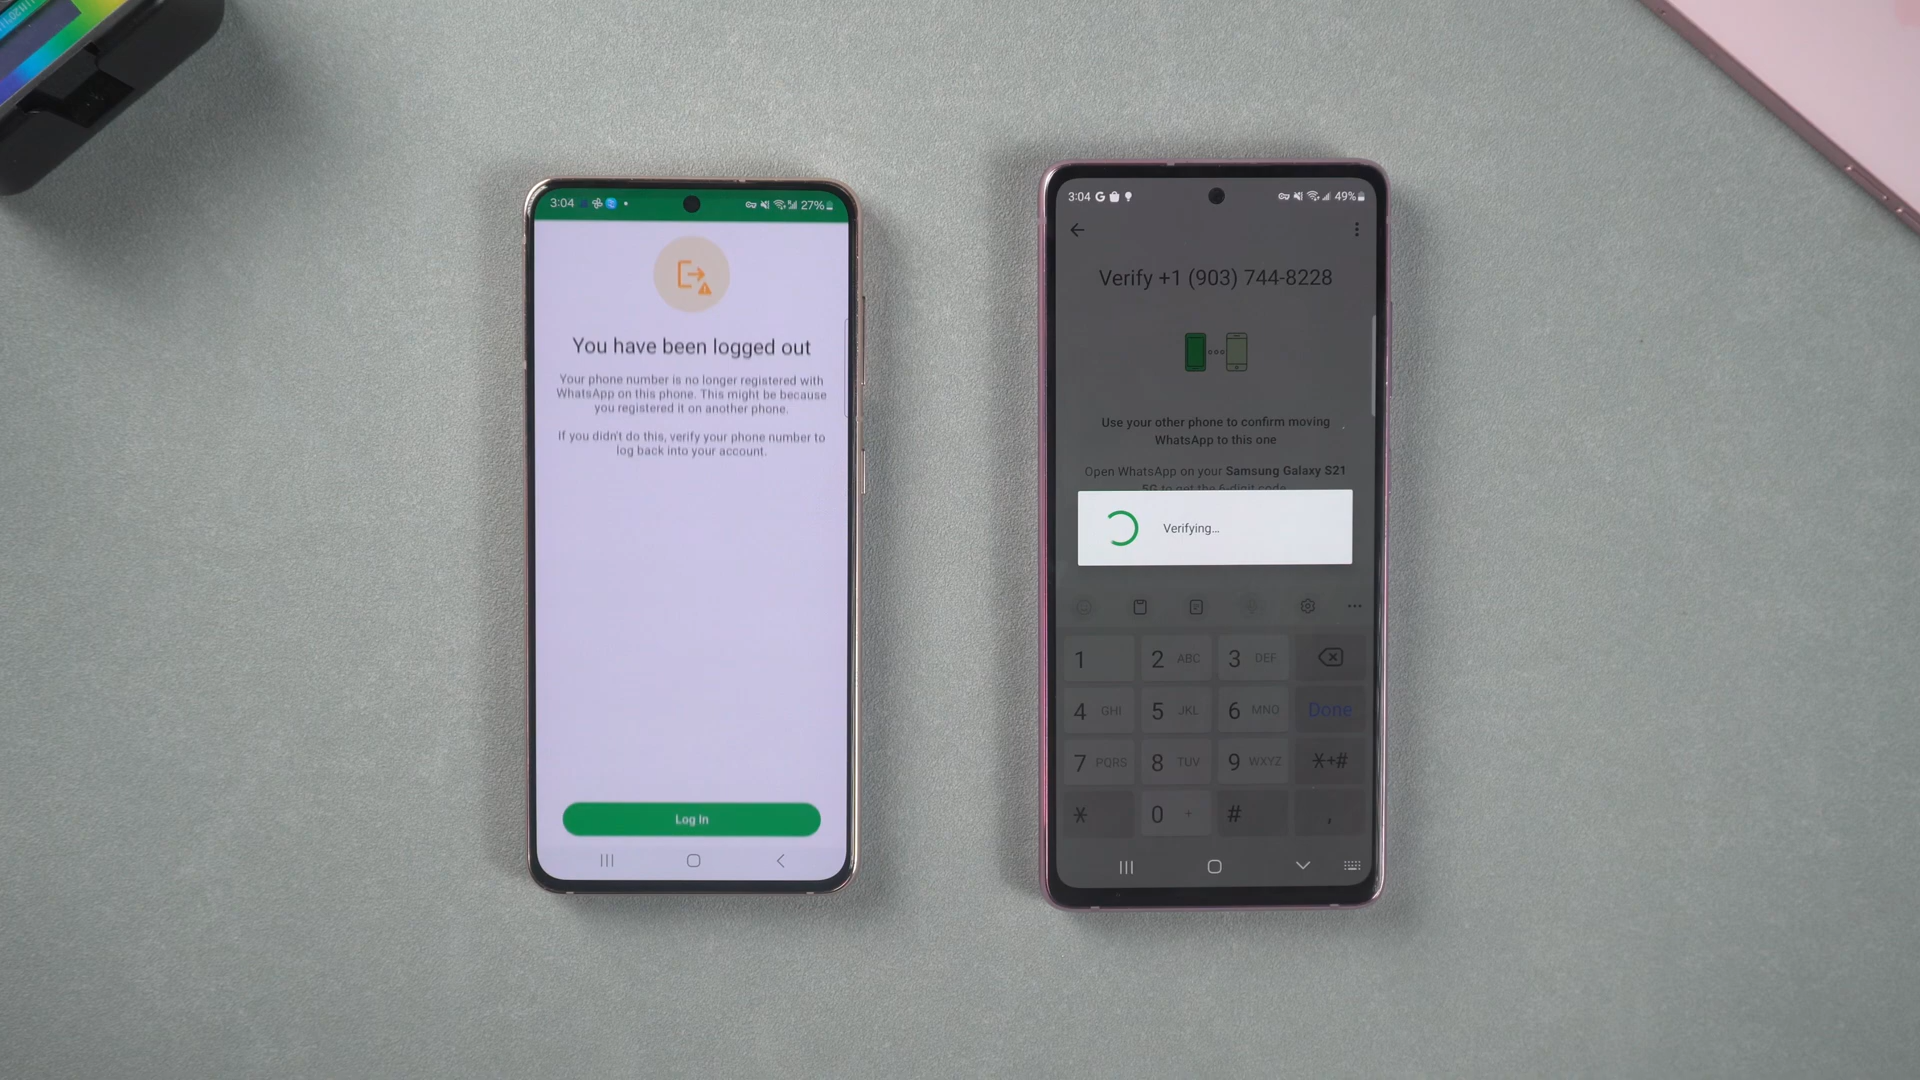 3:04
27%
You have been logged out
Your phone number is no longer registered with
WhatsApp on this phone. This might be because
you registered it on another phone.
If you didn't do this, verify your phone number to
log back into your account.
Log In
3:04 G
49%
Verify +1 (903) 744-8228
Use your other phone to confirm moving
WhatsApp to this one
Open WhatsApp on your Samsung Galaxy S21
5G to get the 6-digit code
Verifying...
1
2 ABC
3 DEF
4 GHI
5 JKL
6 MNO
Done
7 PQRS
8 TUV
9 WXYZ
*+#
*
0 +
#
,